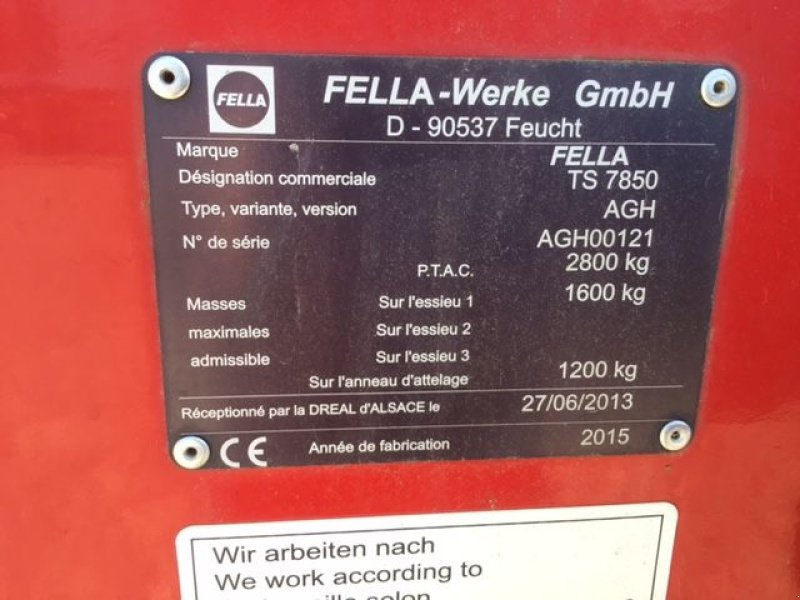 FELLA
FELLA-Werke GmbH
D - 90537 Feucht
Marque FELLA
Désignation commerciale TS 7850
Type, variante, version AGH
N° de série AGH00121
P.T.A.C. 2800 kg
Masses Sur l'essieu 1 1600 kg
maximales Sur l'essieu 2
admissible Sur l'essieu 3
Sur l'anneau d'attelage 1200 kg
Réceptionné par la DREAL d'ALSACE le 27/06/2013
CE Année de fabrication 2015
Wir arbeiten nach
We work according to